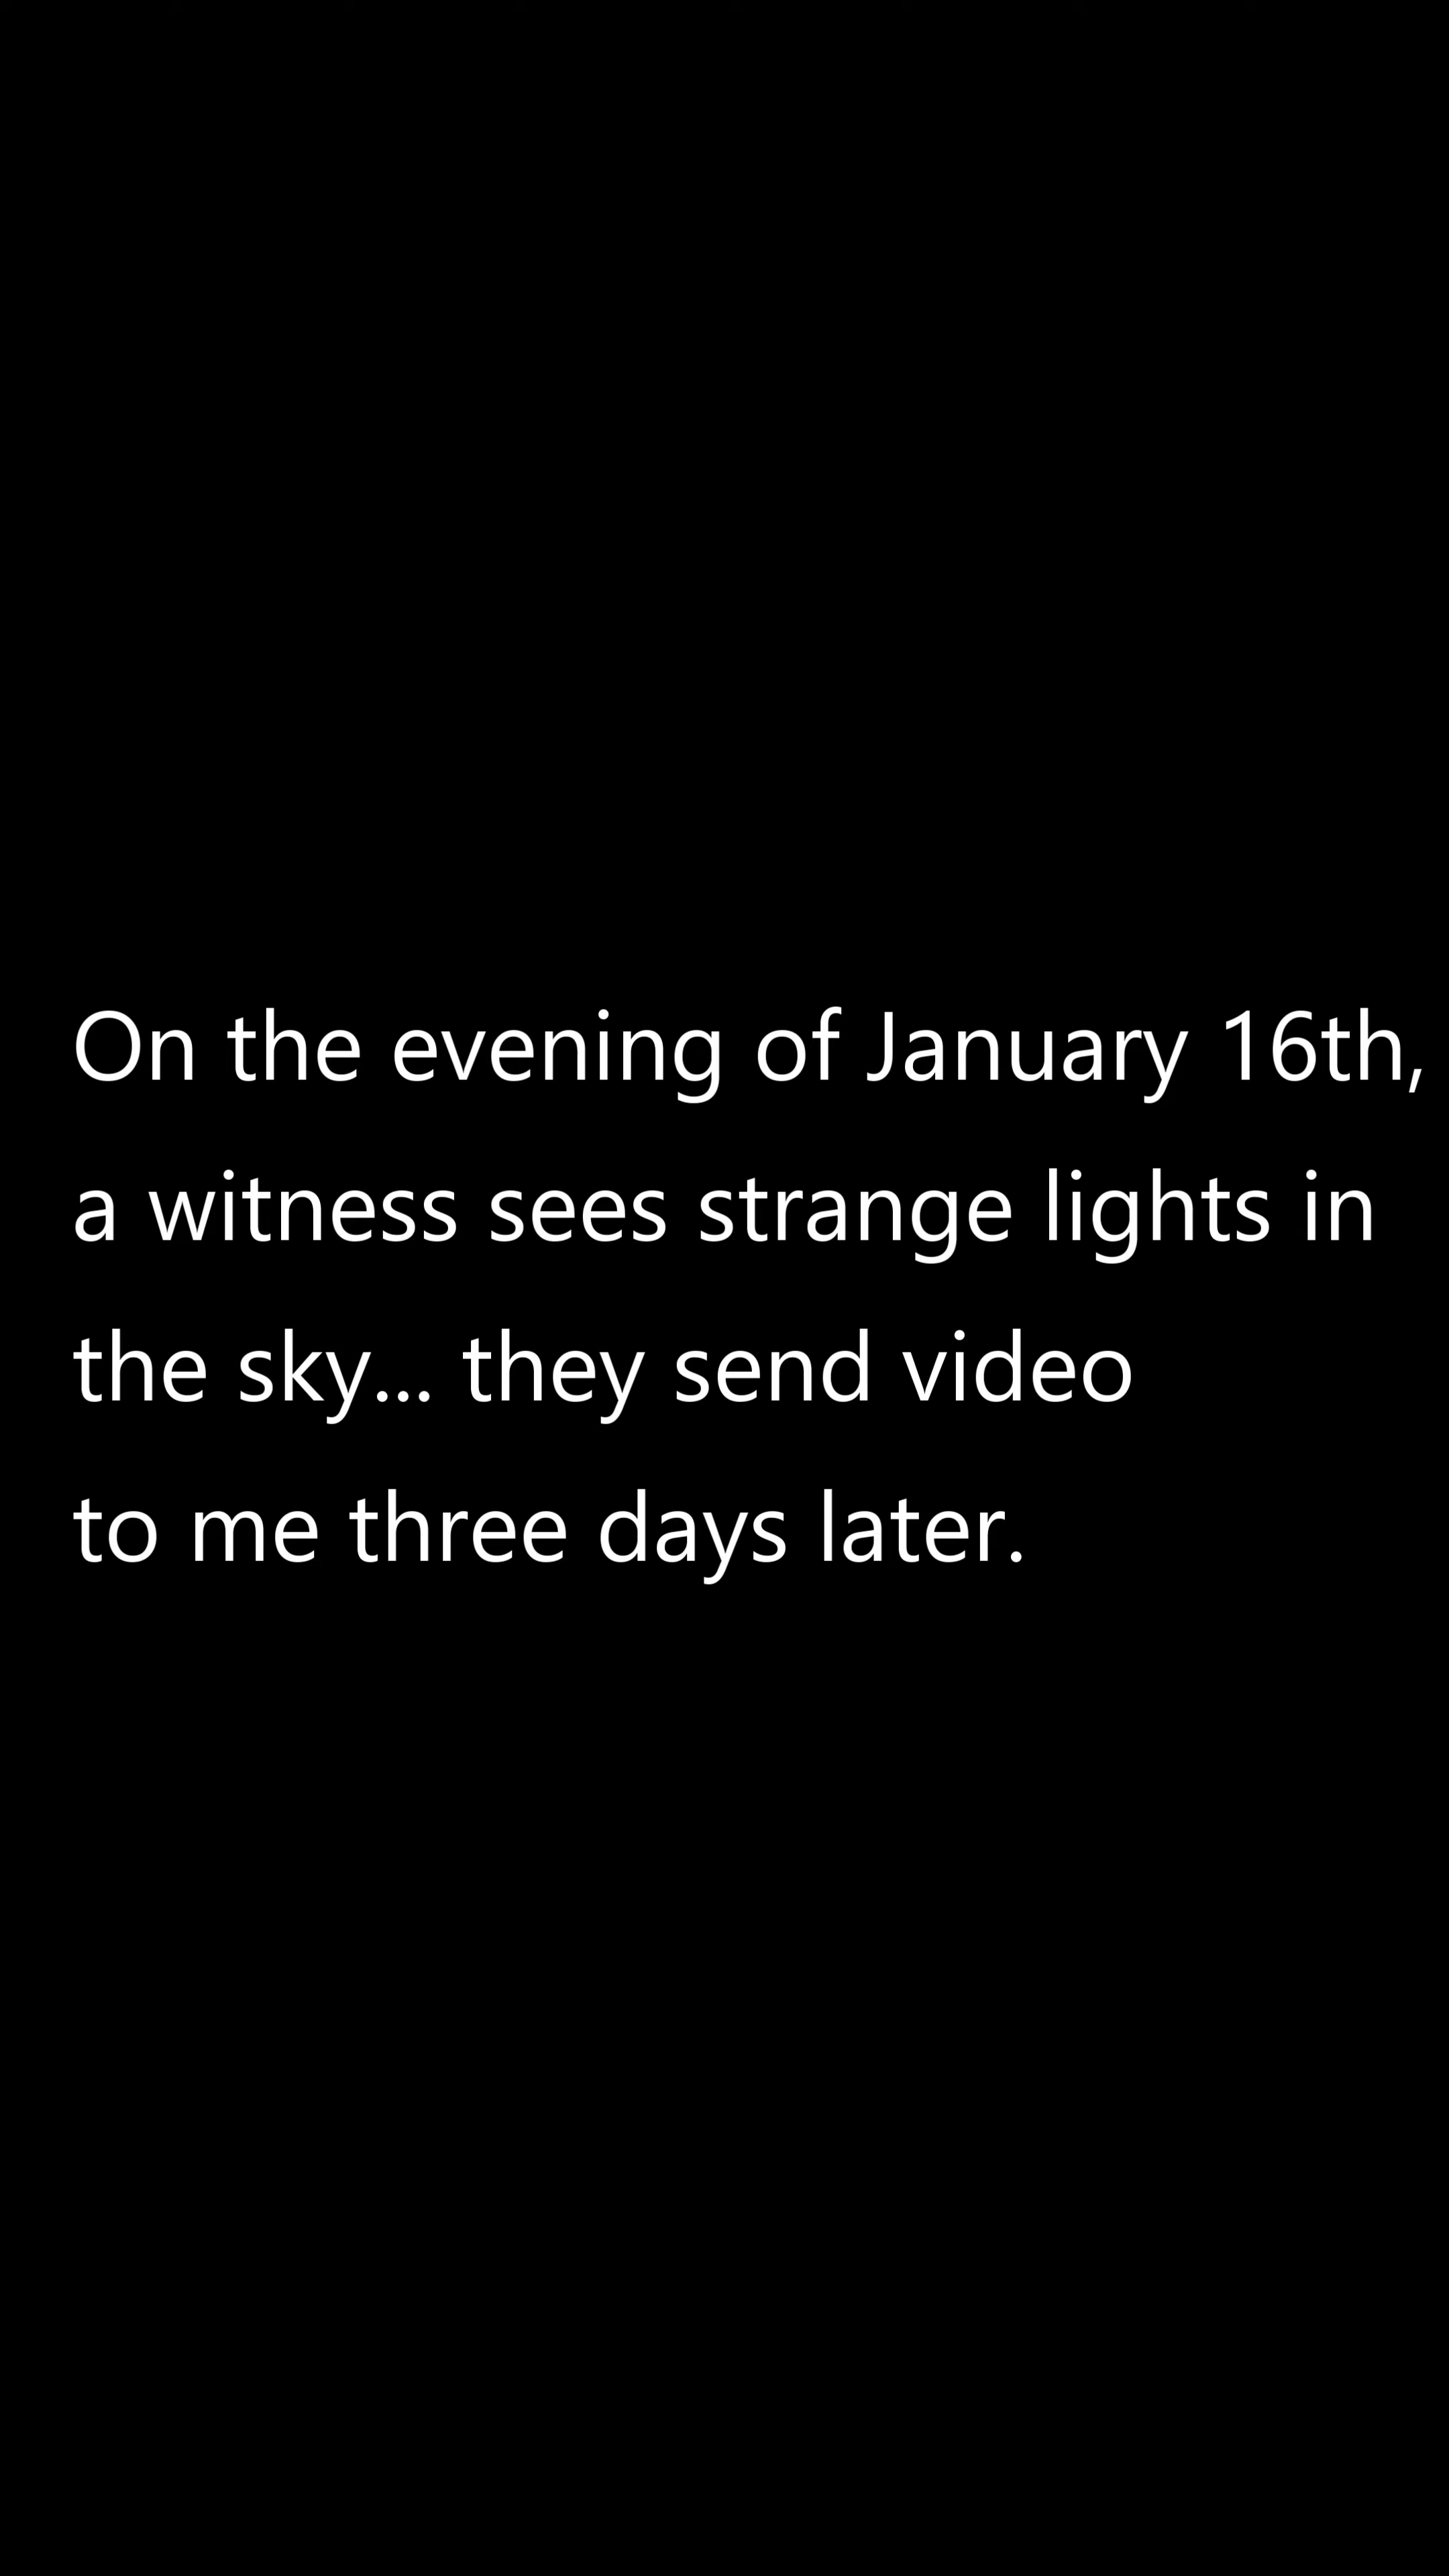 On the evening of January 16th,
a witness sees strange lights in
the sky... they send video
to me three days later.